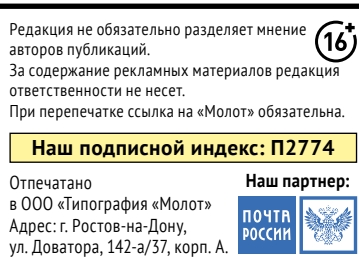 Редакция не обязательно разделяет мнение
авторов публикаций.
16+
За содержание рекламных материалов редакция
ответственности не несет.
При перепечатке ссылка на «Молот» обязательна.
Наш подписной индекс: П2774
Отпечатано
в ООО «Типография «Молот»
Адрес: г. Ростов-на-Дону,
ул. Доватора, 142-а/37, корп. А.
Наш партнер:
ПОЧТА
РОССИИ